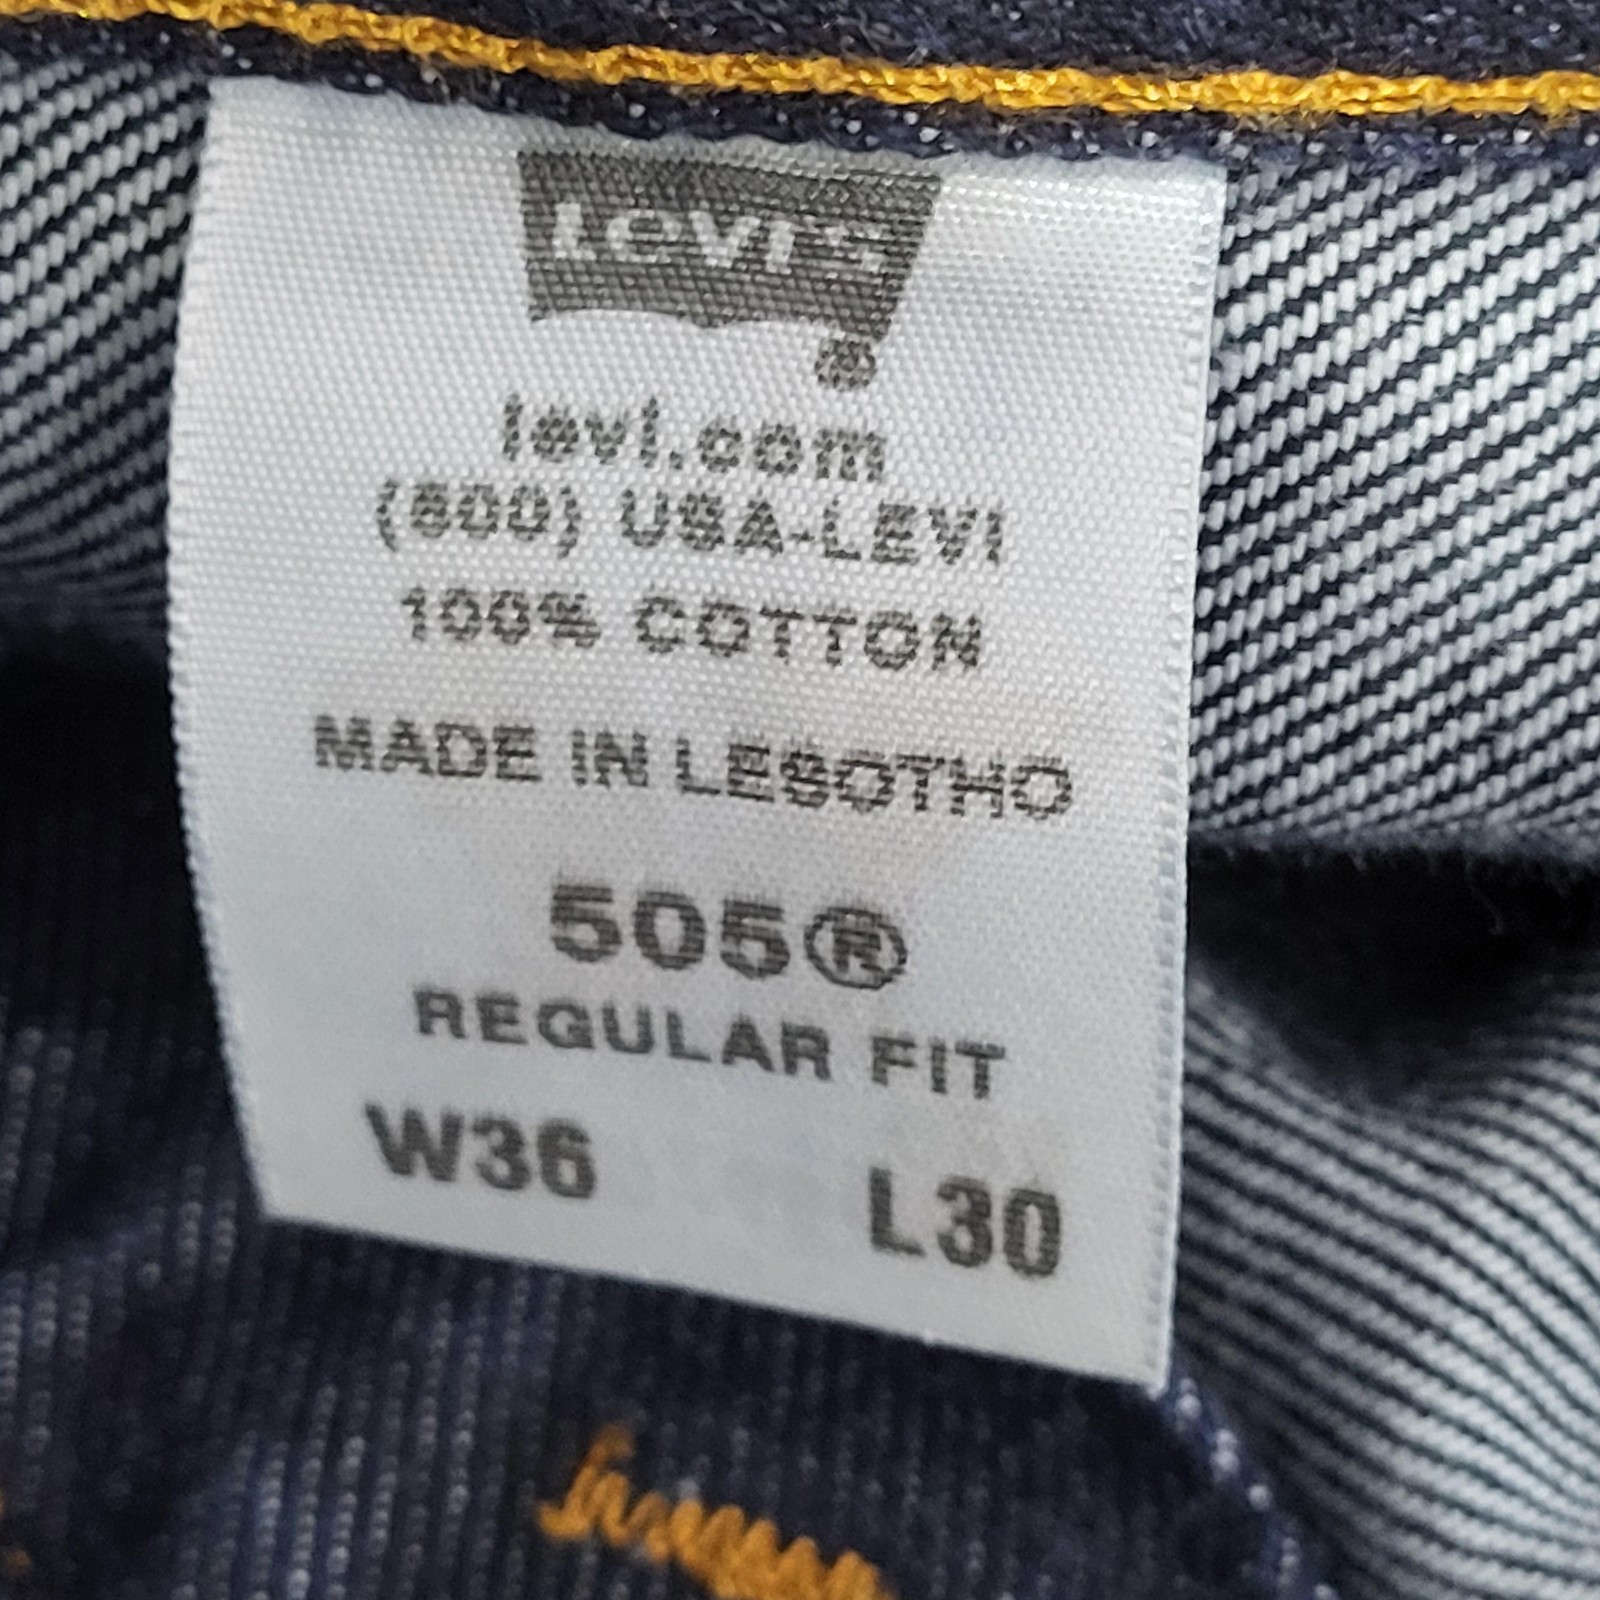 Levi's
®
levi.com
(800) USA-LEVI
100% COTTON
MADE IN LESOTHO
505®
REGULAR FIT
W36 L30